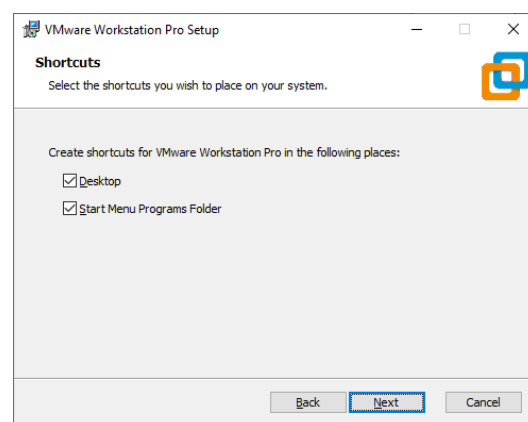 VMware Workstation Pro Setup
Shortcuts
Select the shortcuts you wish to place on your system.
Create shortcuts for VMware Workstation Pro in the following places:
Desktop
Start Menu Programs Folder
Back Next Cancel